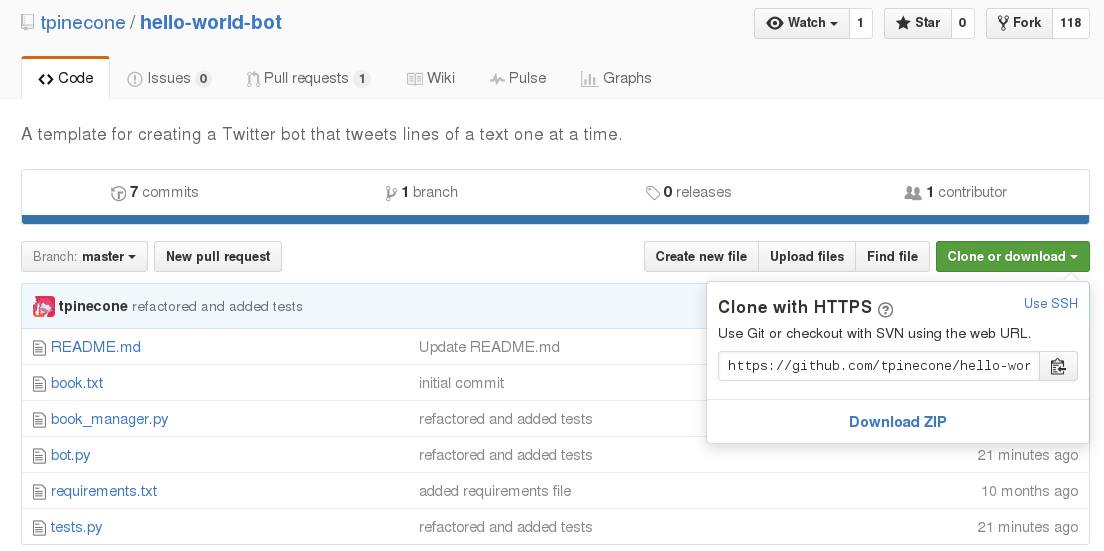 tpinecone / hello-world-bot
Watch 1 Star 0 Fork 118
Code Issues 0 Pull requests 1 Wiki Pulse Graphs
A template for creating a Twitter bot that tweets lines of a text one at a time.
7 commits 1 branch 0 releases 1 contributor
Branch: master New pull request Create new file Upload files Find file Clone or download
tpinecone refactored and added tests
Clone with HTTPS ? Use SSH
Use Git or checkout with SVN using the web URL.
https://github.com/tpinecone/hello-wor
Download ZIP
README.md Update README.md
book.txt initial commit
book_manager.py refactored and added tests
bot.py refactored and added tests 21 minutes ago
requirements.txt added requirements file 10 months ago
tests.py refactored and added tests 21 minutes ago